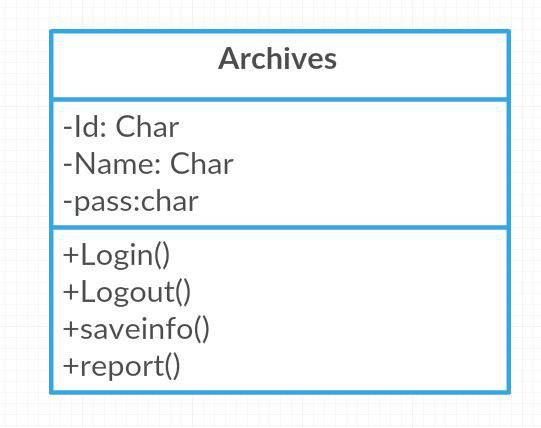 Archives
-Id: Char
-Name: Char
-pass:char
+Login()
+Logout()
+saveinfo()
+report()